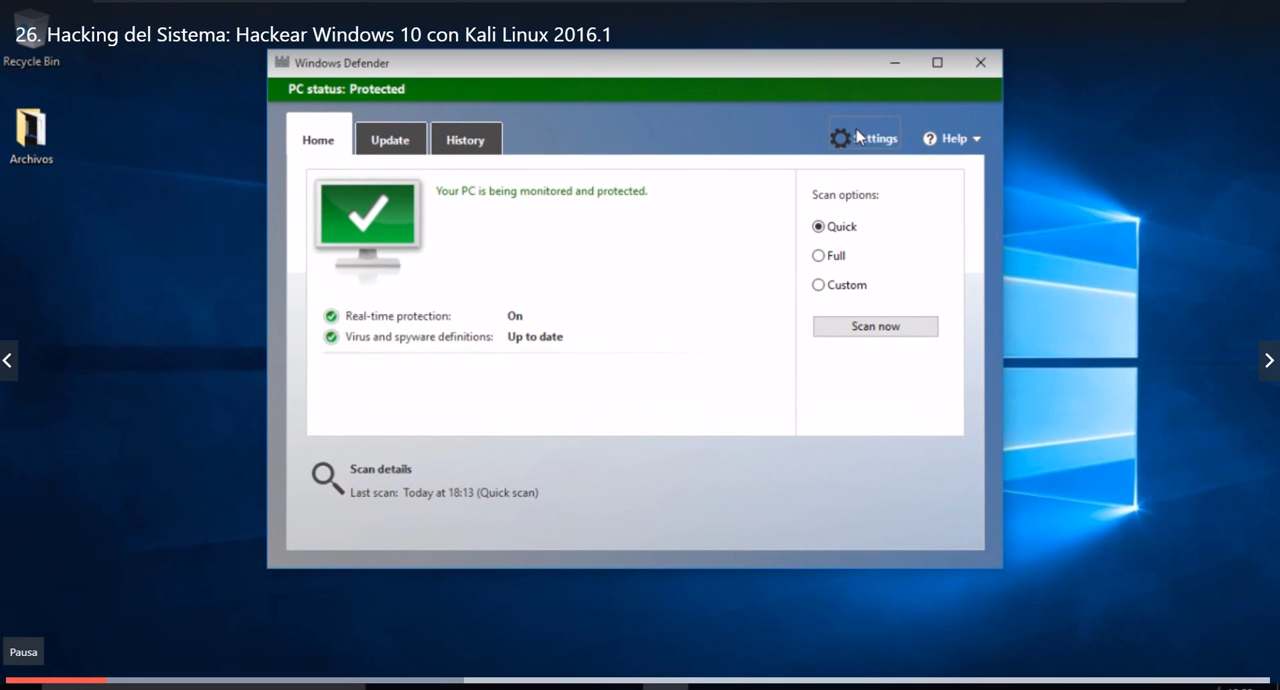 26. Hacking del Sistema: Hackear Windows 10 con Kali Linux 2016.1
Recycle Bin
Archivos
Windows Defender
PC status: Protected
Home
Update
History
Help
Your PC is being monitored and protected.
Scan options:
Quick
Full
Custom
Scan now
Real-time protection: On
Virus and spyware definitions: Up to date
Scan details
Last scan: Today at 18:13 (Quick scan)
Pausa